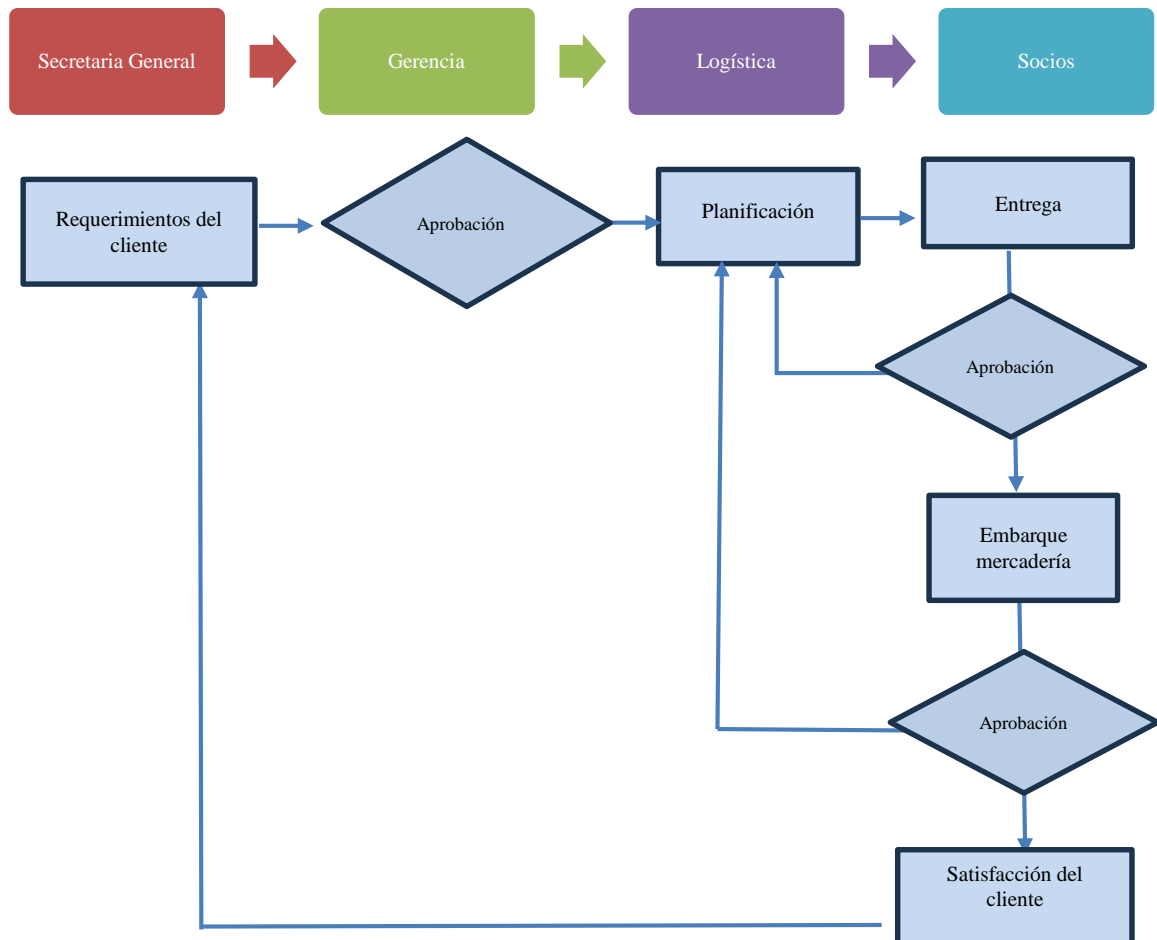 Secretaria General
Gerencia
Logística
Socios
Requerimientos del
cliente
Aprobación
Planificación
Entrega
Aprobación
Embarque
mercadería
Aprobación
Satisfacción del
cliente